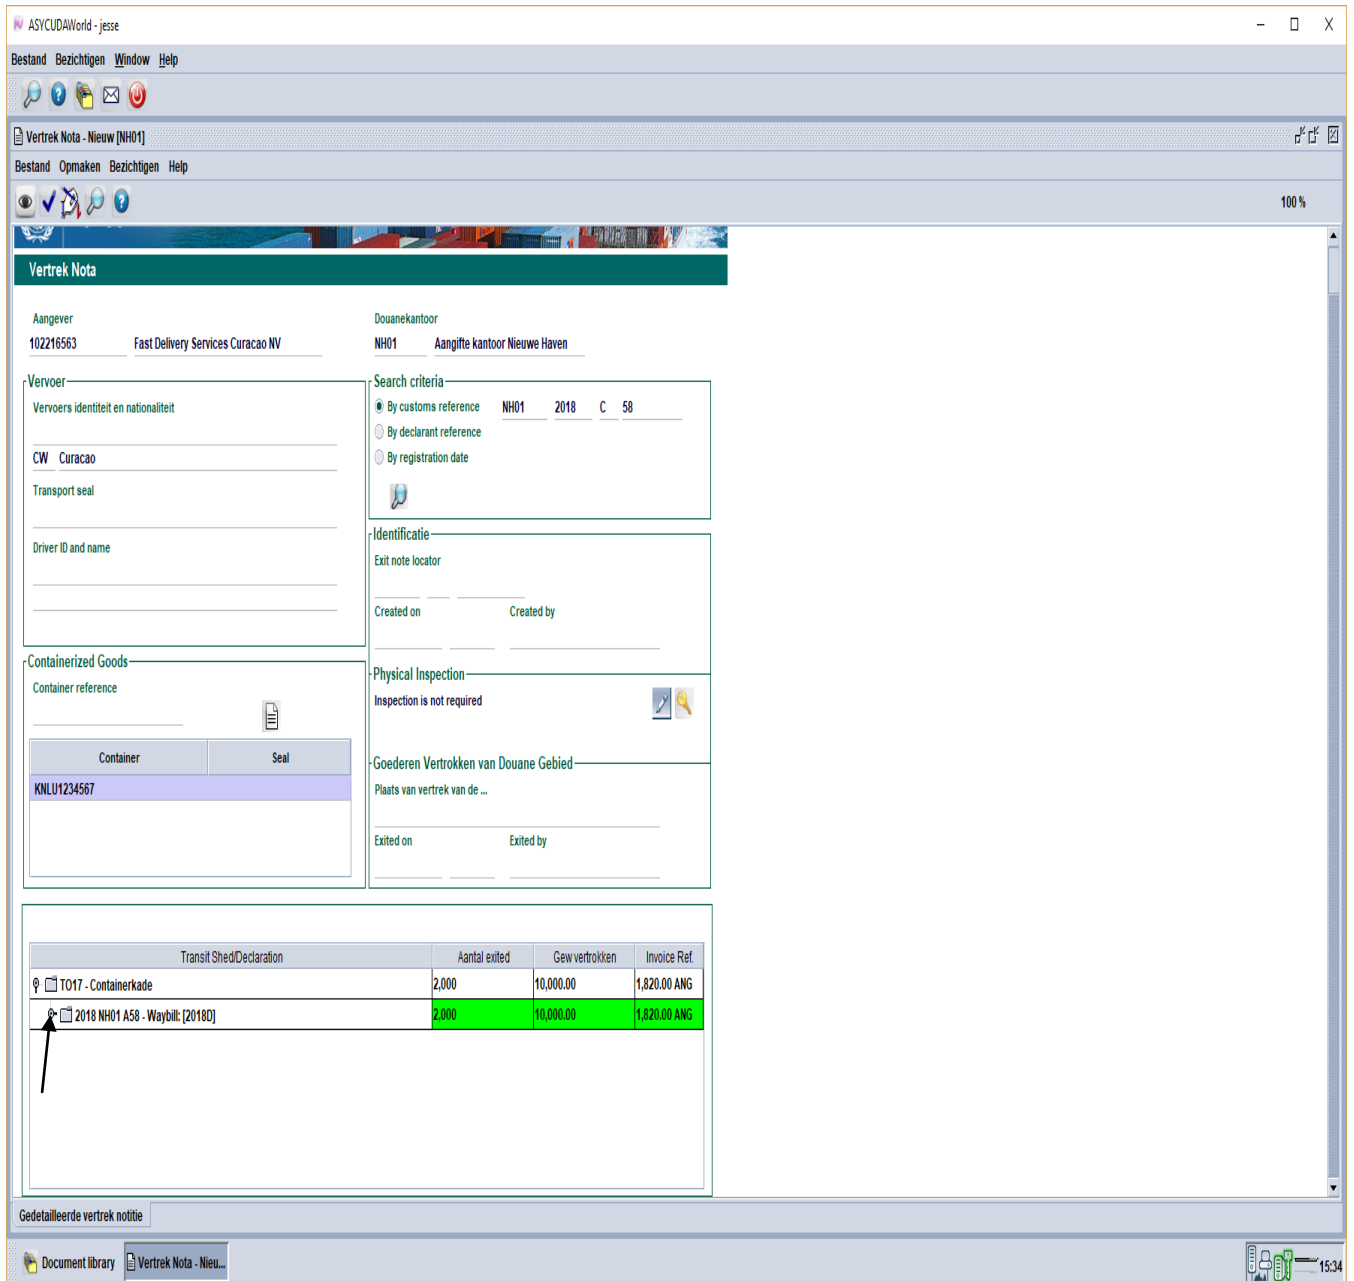 ASYCUDAWorld - jesse
Bestand Bezichtigen Window Help
Vertrek Nota - Nieuw [NH01]
Bestand Opmaken Bezichtigen Help
100 %
Vertrek Nota
Aangever
Douanekantoor
102216563 Fast Delivery Services Curacao NV
NH01 Aangifte kantoor Nieuwe Haven
Vervoer
Vervoers identiteit en nationaliteit
CW Curacao
Transport seal
Driver ID and name
Search criteria
By customs reference NH01 2018 C 58
By declarant reference
By registration date
Identificatie
Exit note locator
Created on Created by
Containerized Goods
Container reference
Container Seal
KNLU1234567
Physical Inspection
Inspection is not required
Goederen Vertrokken van Douane Gebied
Plaats van vertrek van de ...
Exited on Exited by
Transit Shed/Declaration Aantal exited Gew vertrokken Invoice Ref.
TO17 - Containerkade 2,000 10,000.00 1,820.00 ANG
2018 NH01 A58 - Waybill: [2018D] 2,000 10,000.00 1,820.00 ANG
Gedetailleerde vertrek notitie
Document library Vertrek Nota - Nieu... 15:34